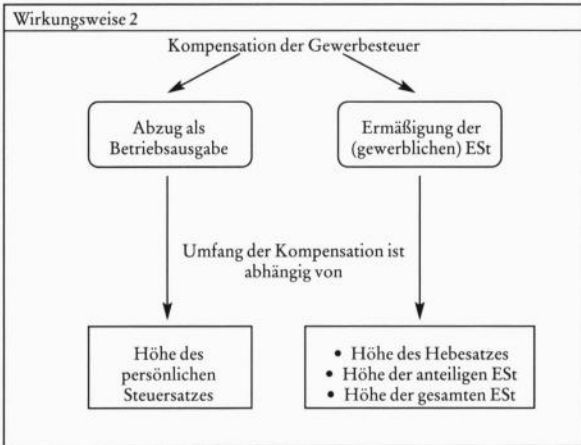 Wirkungsweise 2
Kompensation der Gewerbesteuer
Abzug als
Betriebsausgabe
Ermäßigung der
(gewerblichen) ESt
Umfang der Kompensation ist
abhängig von
Höhe des
persönlichen
Steuersatzes
• Höhe des Hebesatzes
• Höhe der anteiligen ESt
• Höhe der gesamten ESt